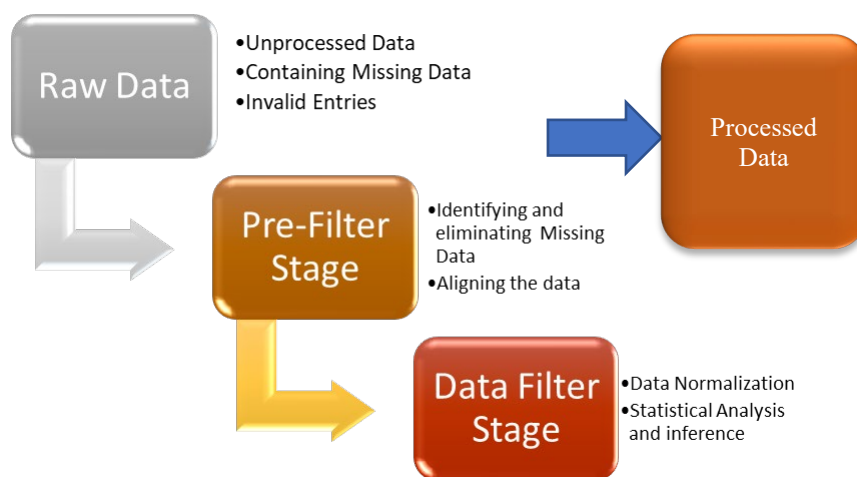 Raw Data
•Unprocessed Data
•Containing Missing Data
•Invalid Entries
Pre-Filter
Stage
•Identifying and
eliminating Missing
Data
•Aligning the data
Data Filter
Stage
•Data Normalization
•Statistical Analysis
and inference
Processed
Data